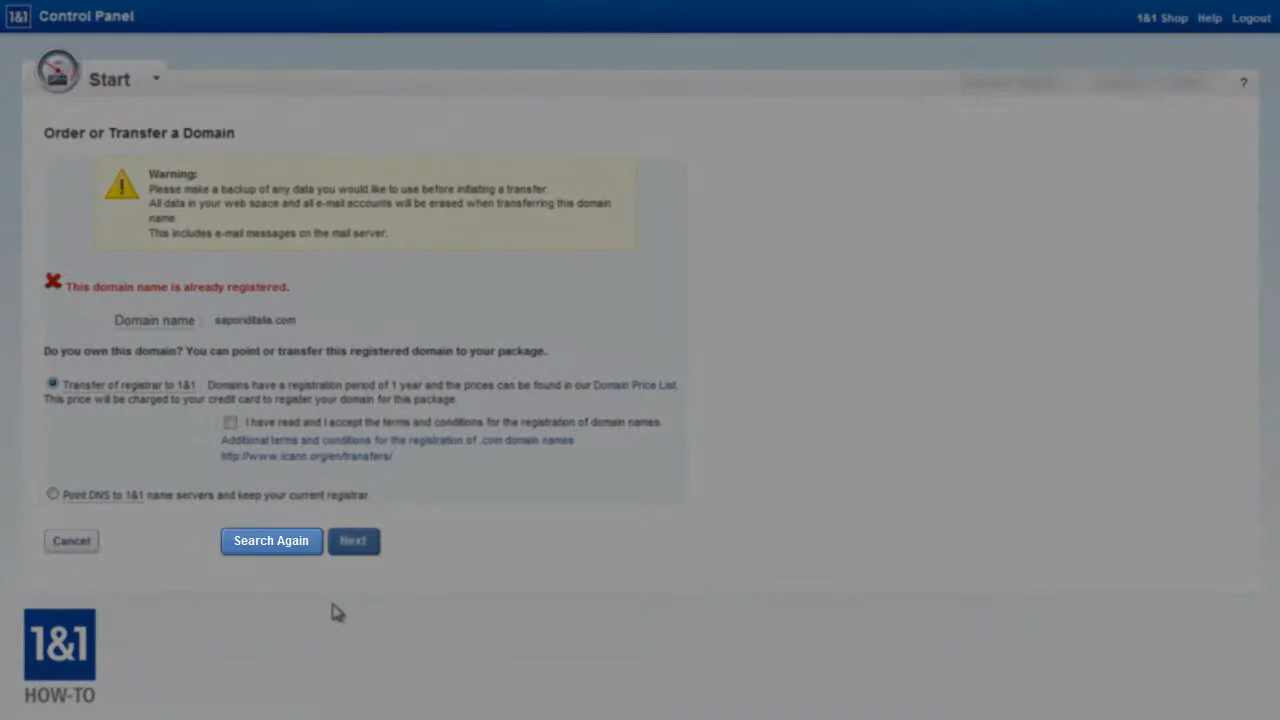 1&1 Control Panel
1&1 Shop Help Logout
Start
?
Order or Transfer a Domain
Warning:
Please make a backup of any data you would like to use before initiating a transfer.
All data in your web space and all e-mail accounts will be erased when transferring this domain
name
This includes e-mail messages on the mail server.
This domain name is already registered.
Domain name saporiditalia.com
Do you own this domain? You can point or transfer this registered domain to your package.
Transfer of registrar to 1&1 Domains have a registration period of 1 year and the prices can be found in our Domain Price List.
This price will be charged to your credit card to register your domain for this package.
I have read and I accept the terms and conditions for the registration of domain names.
Additional terms and conditions for the registration of .com domain names
http://www.icann.org/en/transfers/
Point DNS to 1&1 name servers and keep your current registrar.
Cancel Search Again Next
1&1
HOW-TO